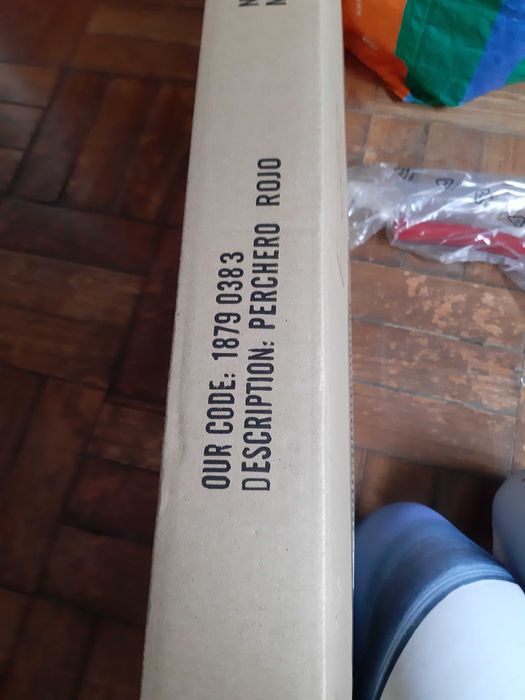 OUR CODE: 1879 0383
DESCRIPTION: PERCHERO ROJO